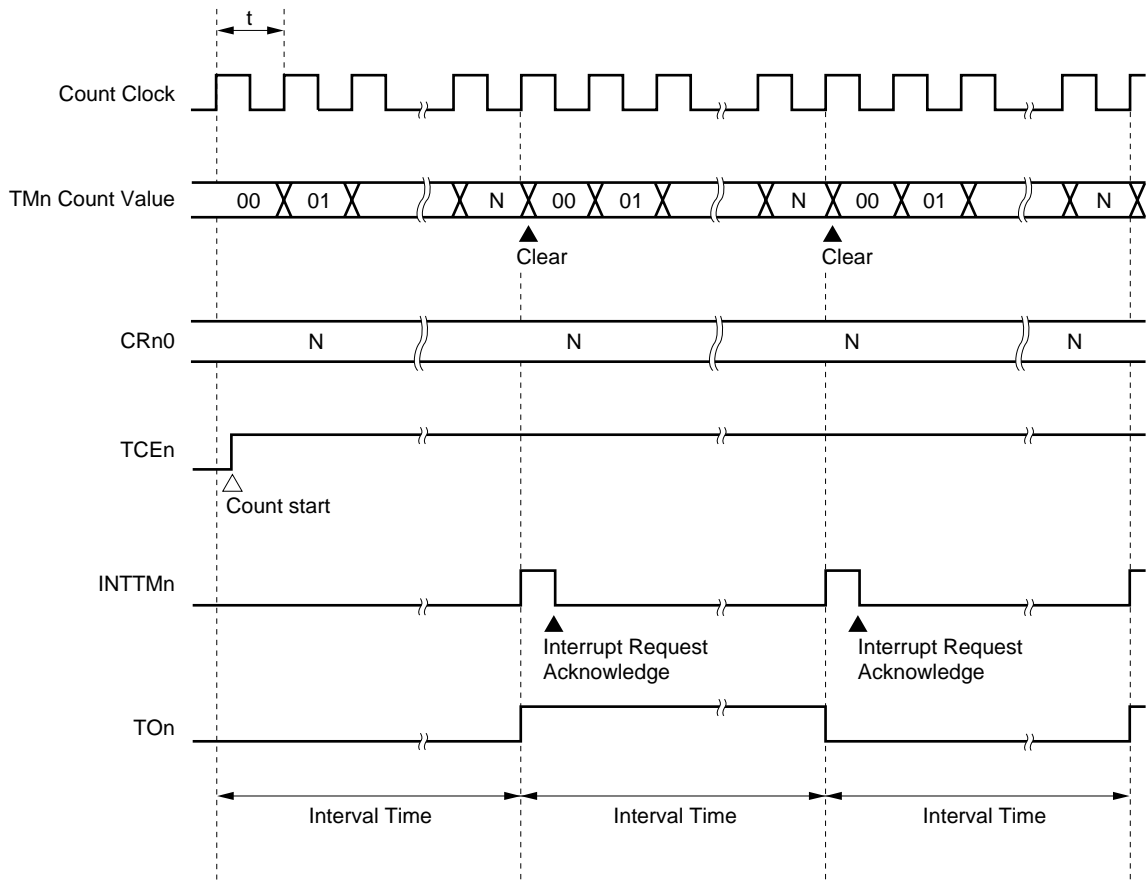 t
Count Clock
TMn Count Value
00 01 N 00 01 N 00 01 N
Clear Clear
CRn0
N N N N
TCEn
Count start
INTTMn
Interrupt Request
Acknowledge
Interrupt Request
Acknowledge
TOn
Interval Time Interval Time Interval Time